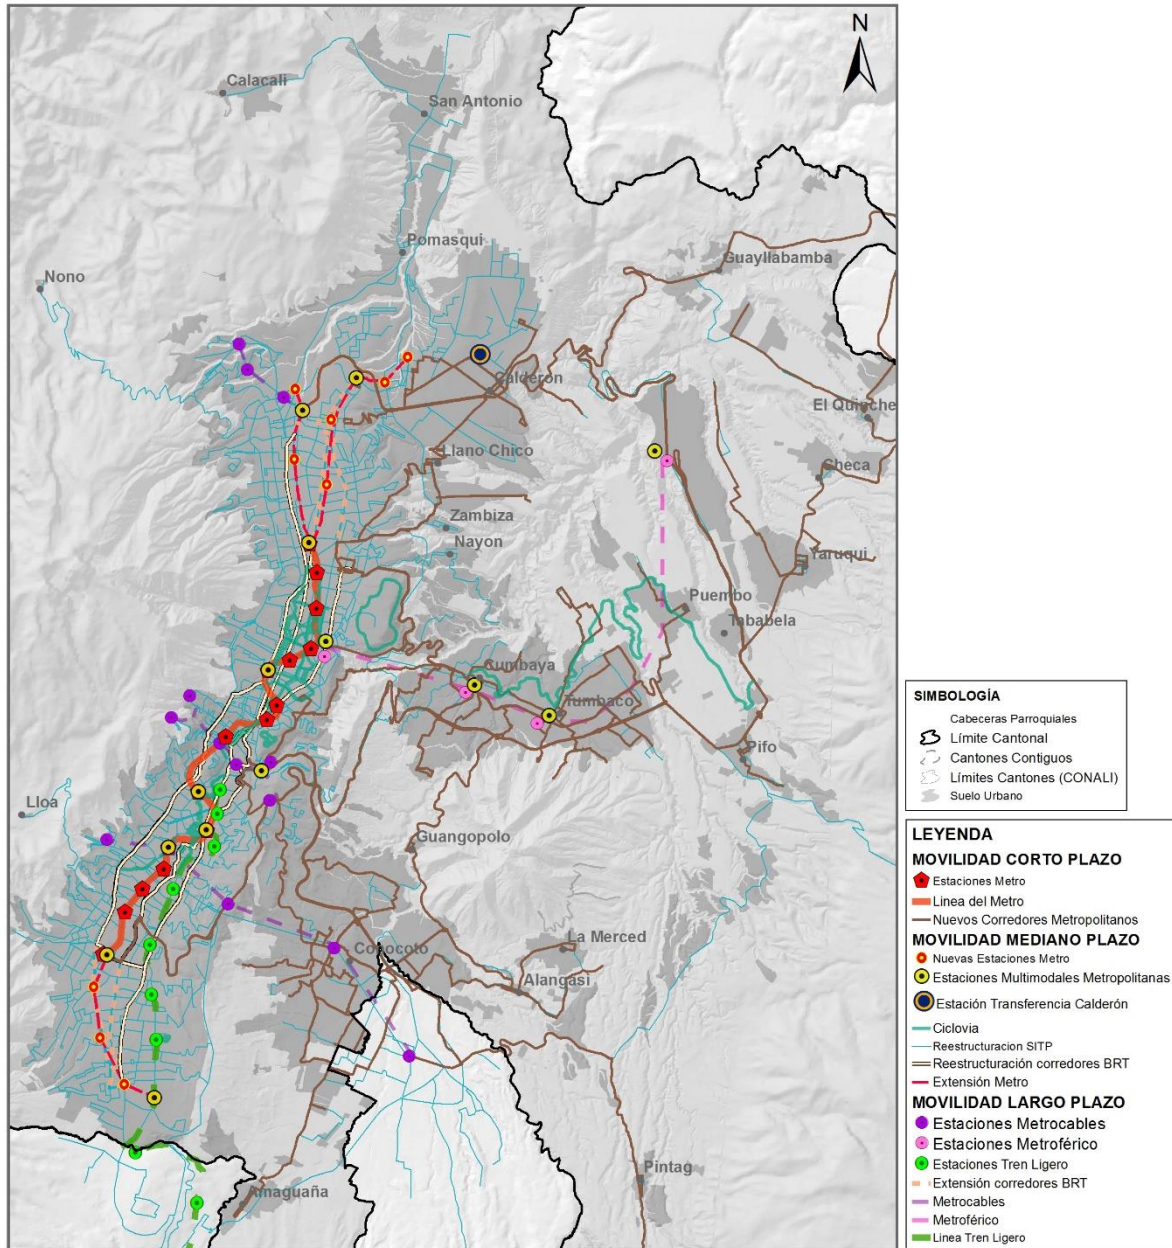 N
Calacali
San Antonio
Pomasqui
Nono
Guayllabamba
Calderón
El Quinche
Llano Chico
Checa
Zambiza
Nayon
Yaruqui
Puembo
Tababela
Cumbaya
Tumbaco
Pifo
Lloa
Guangopolo
La Merced
Conocoto
Alangasi
Pintag
Amaguaña
SIMBOLOGÍA
Cabeceras Parroquiales
Límite Cantonal
Cantones Contiguos
Límites Cantones (CONALI)
Suelo Urbano
LEYENDA
MOVILIDAD CORTO PLAZO
Estaciones Metro
Linea del Metro
Nuevos Corredores Metropolitanos
MOVILIDAD MEDIANO PLAZO
Nuevas Estaciones Metro
Estaciones Multimodales Metropolitanas
Estación Transferencia Calderón
Ciclovia
Reestructuracion SITP
Reestructuración corredores BRT
Extensión Metro
MOVILIDAD LARGO PLAZO
Estaciones Metrocables
Estaciones Metroférico
Estaciones Tren Ligero
Extensión corredores BRT
Metrocables
Metroférico
Linea Tren Ligero